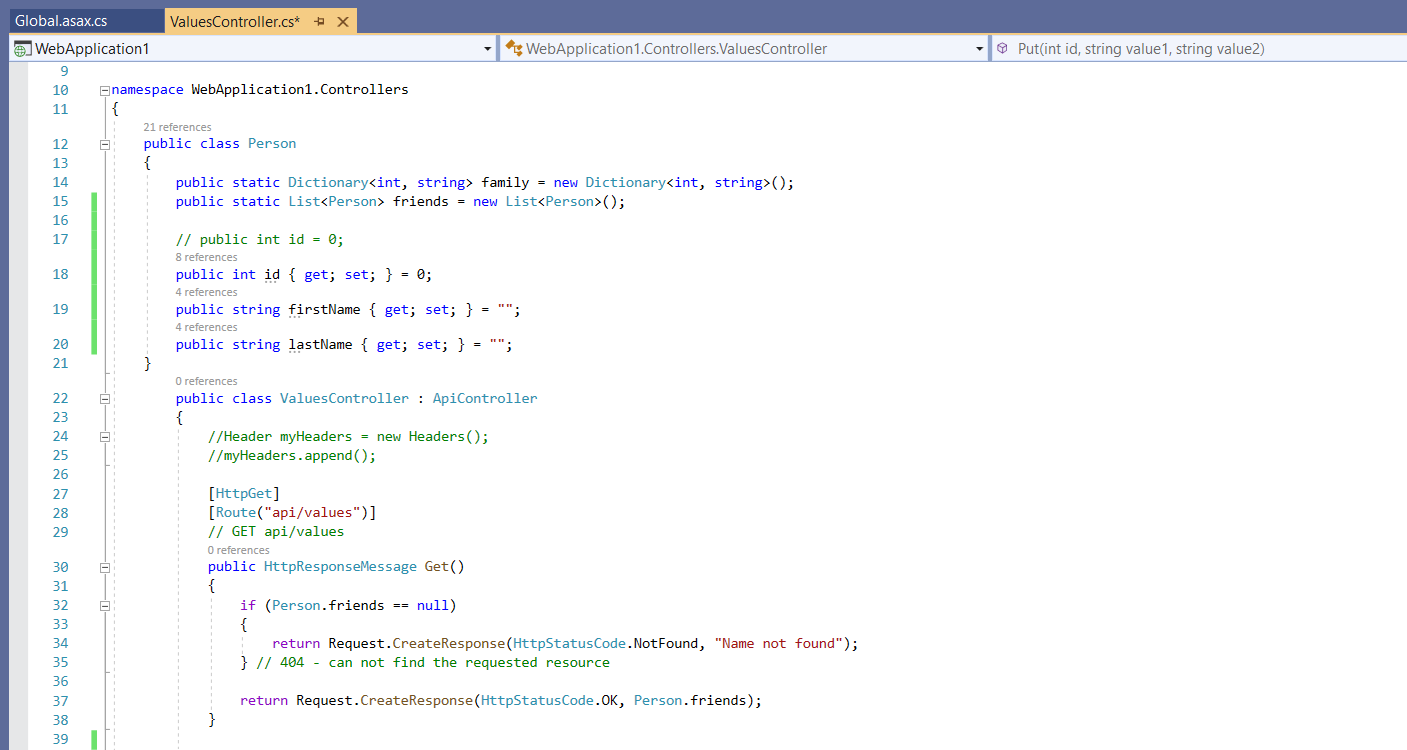 Global.asax.cs ValuesController.cs*
WebApplication1 WebApplication1.Controllers.ValuesController Put(int id, string value1, string value2)
9
10 namespace WebApplication1.Controllers
11 {
21 references
12 public class Person
13 {
14 public static Dictionary<int, string> family = new Dictionary<int, string>();
15 public static List<Person> friends = new List<Person>();
16
17 // public int id = 0;
8 references
18 public int id { get; set; } = 0;
4 references
19 public string firstName { get; set; } = "";
4 references
20 public string lastName { get; set; } = "";
21 }
0 references
22 public class ValuesController : ApiController
23 {
24 //Header myHeaders = new Headers();
25 //myHeaders.append();
26
27 [HttpGet]
28 [Route("api/values")]
29 // GET api/values
0 references
30 public HttpResponseMessage Get()
31 {
32 if (Person.friends == null)
33 {
34 return Request.CreateResponse(HttpStatusCode.NotFound, "Name not found");
35 } // 404 - can not find the requested resource
36
37 return Request.CreateResponse(HttpStatusCode.OK, Person.friends);
38 }
39